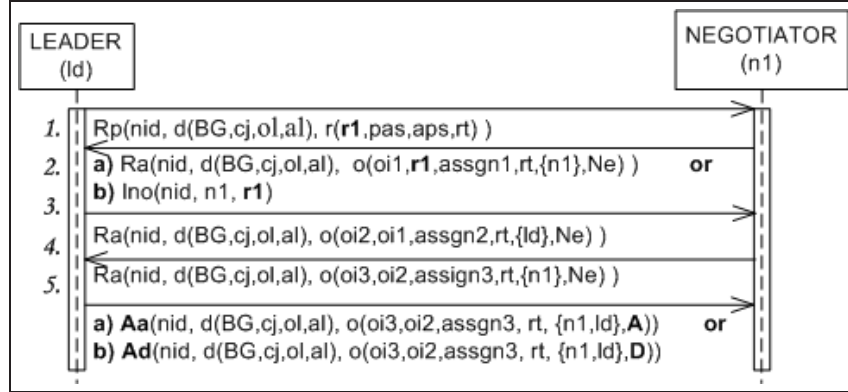 LEADER
(ld)
NEGOTIATOR
(n1)
1. Rp(nid, d(BG,cj,ol,al), r(r1,pas,aps,rt) )
2. a) Ra(nid, d(BG,cj,ol,al), o(oi1,r1,assgn1,rt,{n1},Ne) ) or
b) Ino(nid, n1, r1)
3.
4. Ra(nid, d(BG,cj,ol,al), o(oi2,oi1,assgn2,rt,{ld},Ne) )
5. Ra(nid, d(BG,cj,ol,al), o(oi3,oi2,assign3,rt,{n1},Ne) )
a) Aa(nid, d(BG,cj,ol,al), o(oi3,oi2,assgn3, rt, {n1,ld},A)) or
b) Ad(nid, d(BG,cj,ol,al), o(oi3,oi2,assgn3, rt, {n1,ld},D))